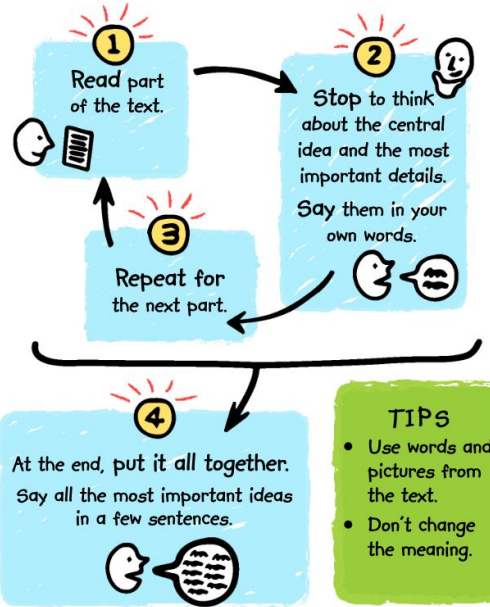 1
Read part
of the text.
2
Stop to think
about the central
idea and the most
important details.
Say them in your
own words.
3
Repeat for
the next part.
4
At the end, put it all together.
Say all the most important ideas
in a few sentences.
TIPS
• Use words and
pictures from
the text.
• Don't change
the meaning.